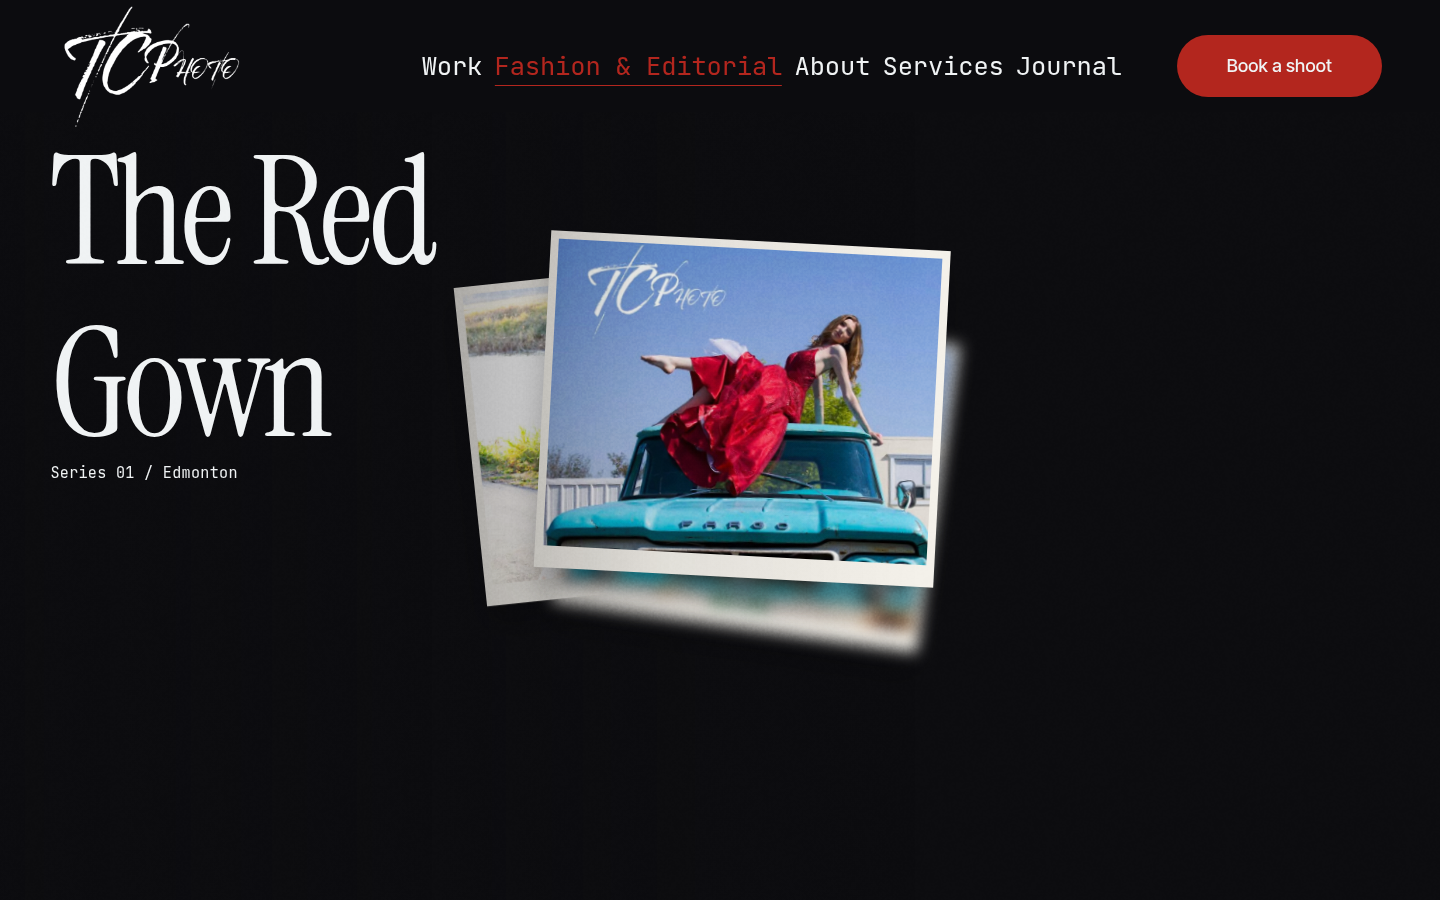 TCPHOTO
Work Fashion & Editorial About Services Journal
Book a shoot
The Red
Gown
Series 01 / Edmonton
TCPHOTO
FARGO